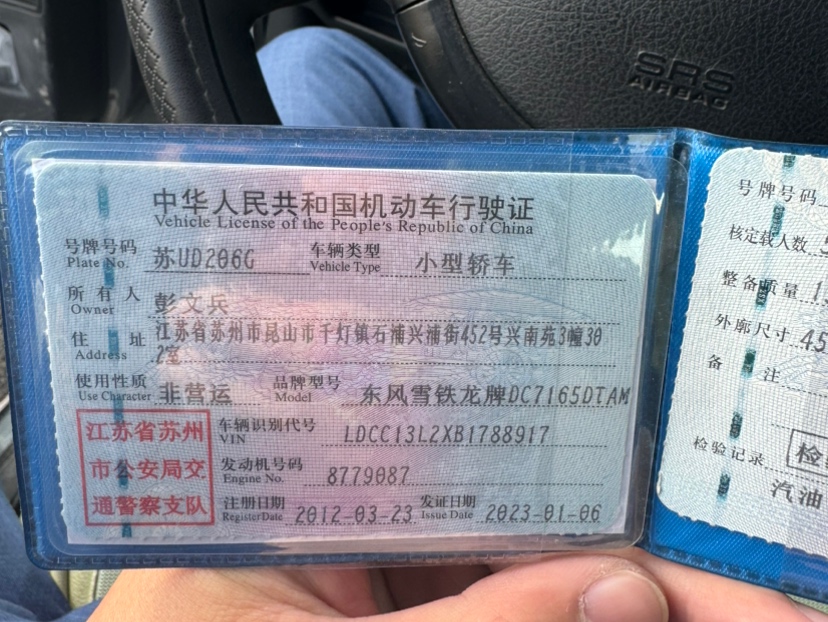 SRS
AIRBAG
中华人民共和国机动车行驶证
Vehicle License of the People's Republic of China
号牌号码 苏UD206G 车辆类型 小型轿车
Plate No. Vehicle Type
所有人 彭文兵
Owner
住址 江苏省苏州市昆山市千灯镇石浦兴浦街452号兴南苑3幢30
Address 2室
使用性质 非营运 品牌型号 东风雪铁龙牌DC7165DTAM
Use Character Model
江苏省苏州
市公安局交
通警察支队
车辆识别代号 LDCC13L2XB1788917
VIN
发动机号码 8779087
Engine No.
注册日期 2012-03-23 发证日期 2023-01-06
Register Date Issue Date
号牌号码
核定载人数
整备质量
外廓尺寸 45
备注
检验记录 检
汽油